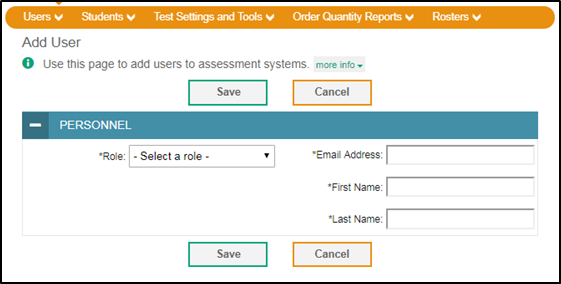 Users Students Test Settings and Tools Order Quantity Reports Rosters
Add User
Use this page to add users to assessment systems. more info
Save Cancel
PERSONNEL
*Role: - Select a role - *Email Address:
*First Name:
*Last Name:
Save Cancel